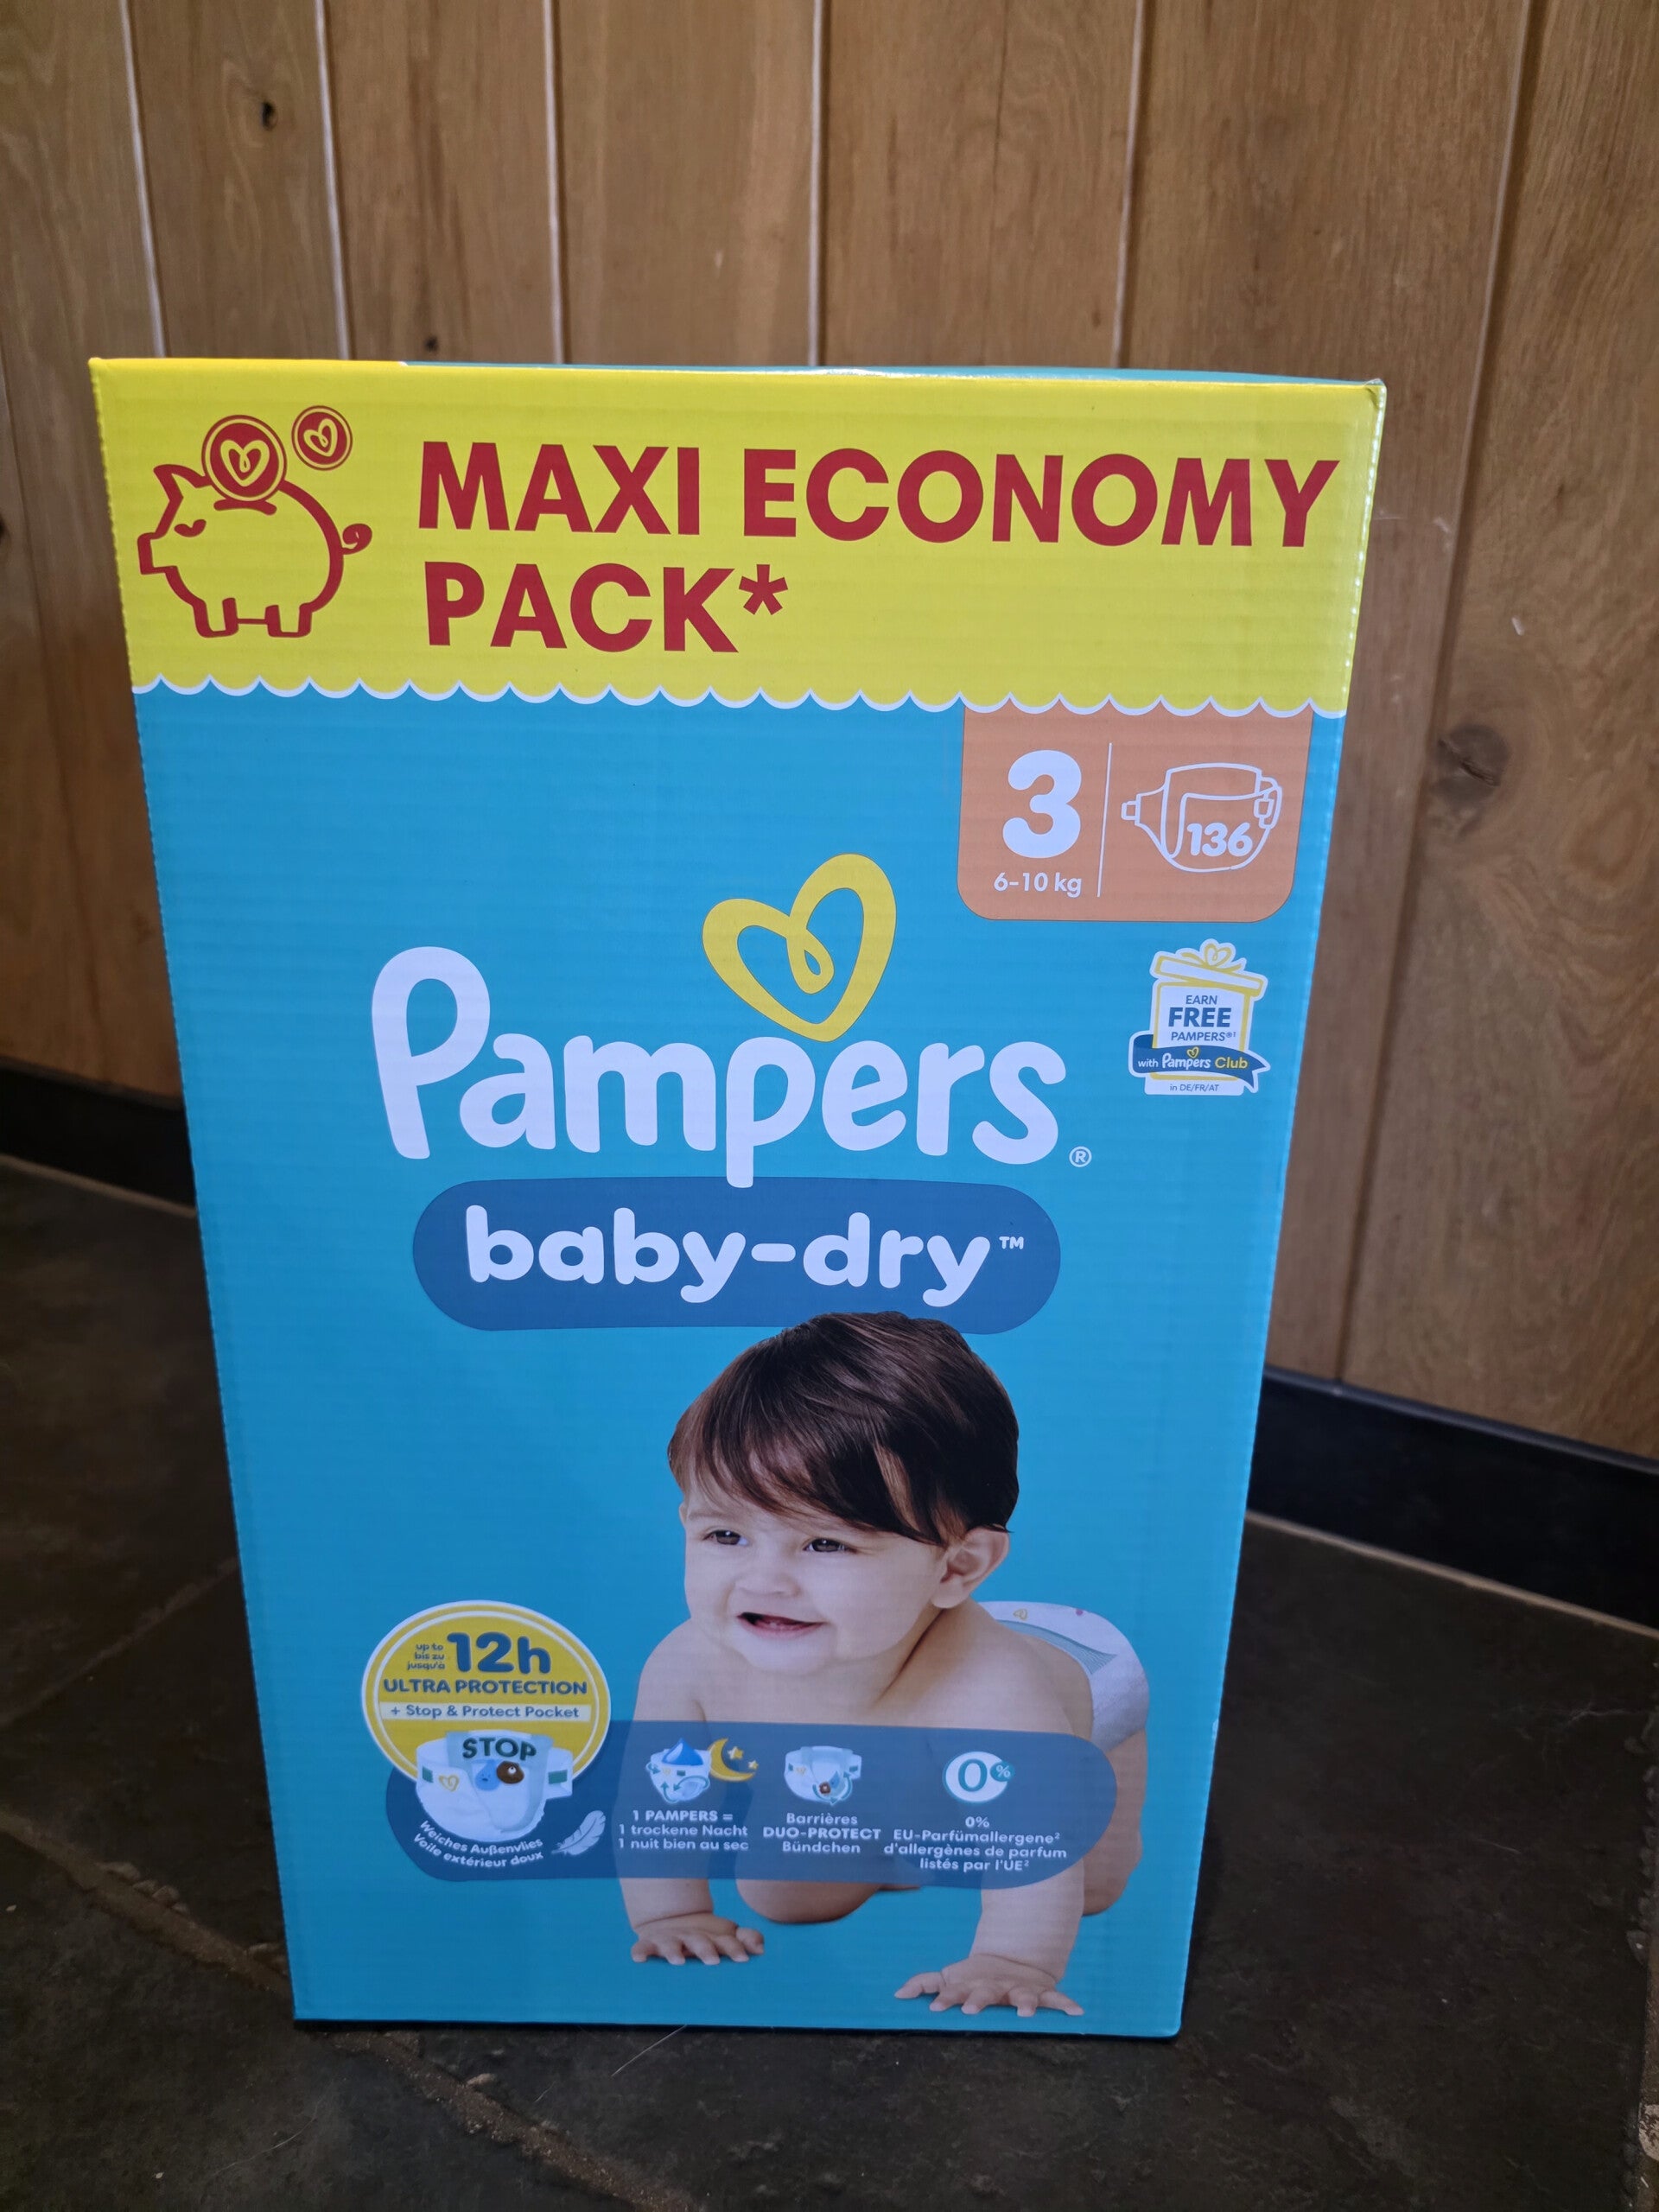 MAXI ECONOMY
PACK*
3
6-10 kg
136
EARN
FREE
PAMPERS®¹
with Pampers Club
in DE/FR/AT
Pampers®
baby-dry™
up to
bis zu
jusqu'à
12h
ULTRA PROTECTION
+ Stop & Protect Pocket
STOP
Weiches Außenvlies
Voile extérieur doux
1 PAMPERS =
1 trockene Nacht
1 nuit bien au sec
Barrières
DUO-PROTECT
Bündchen
0%
0%
EU-Parfümallergene²
d'allergènes de parfum
listés par l'UE²